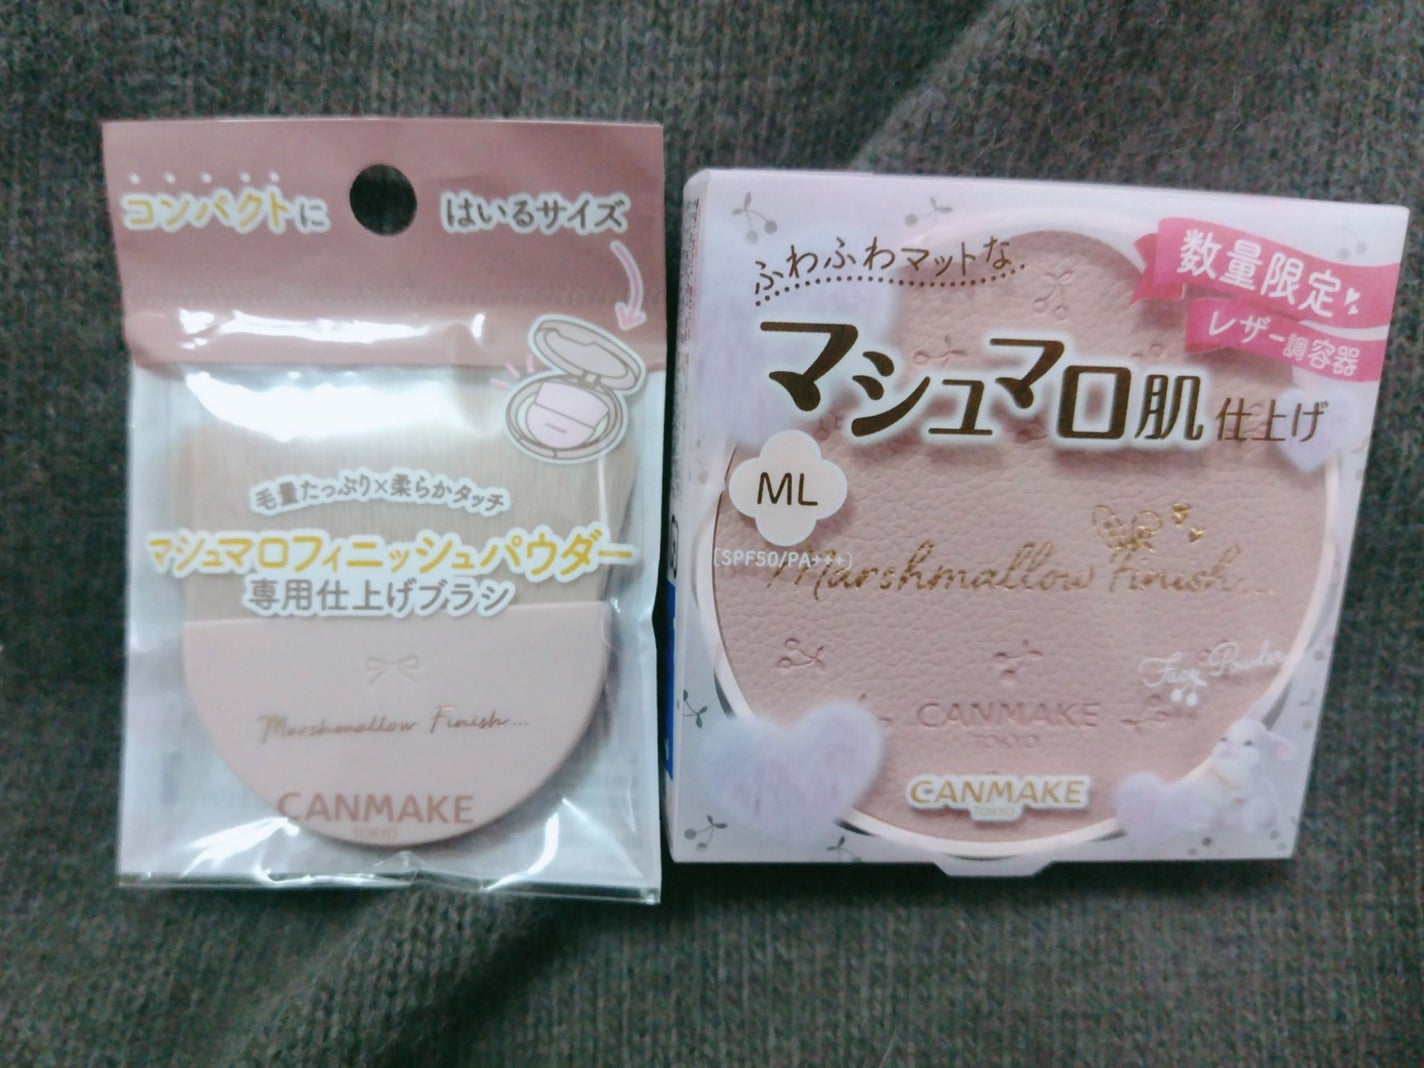 コンパクトに はいるサイズ
毛量たっぷり×柔らかタッチ
マシュマロフィニッシュパウダー
専用仕上げブラシ
Marshmallow Finish...
CANMAKE
TOKYO
ふわふわマットな
数量限定
レザー調容器
マシュマロ肌 仕上げ
ML
[SPF50/PA+++]
Marshmallow Finish...
Face Powder
CANMAKE
TOKYO
CANMAKE
TOKYO